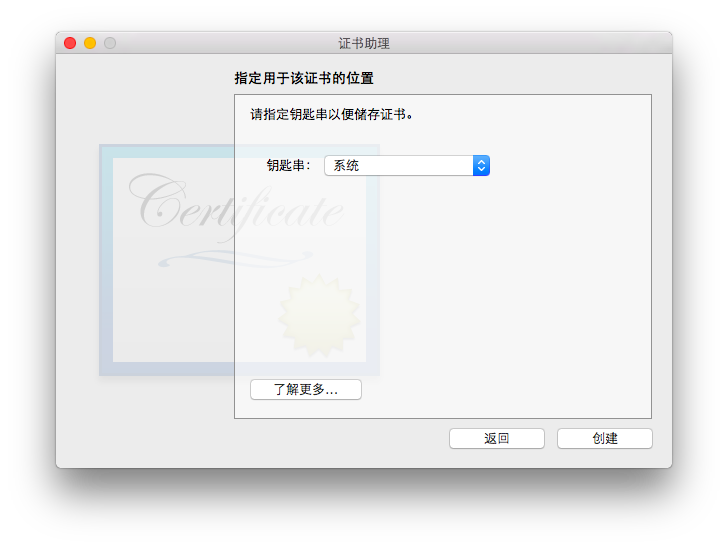 证书助理
指定用于该证书的位置
请指定钥匙串以便储存证书。
钥匙串： 系统
Certificate
了解更多...
返回 创建